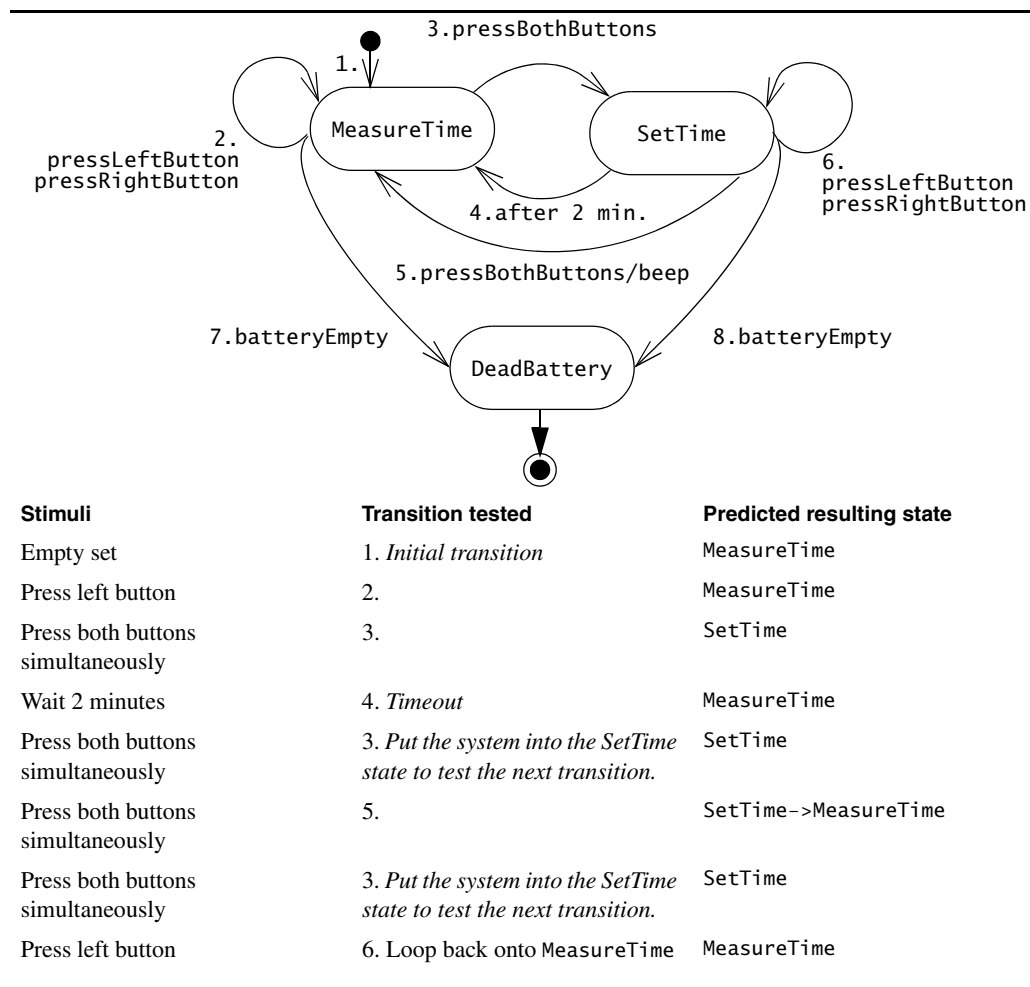 3.pressBothButtons
1.
MeasureTime
SetTime
2.
pressLeftButton
pressRightButton
6.
pressLeftButton
pressRightButton
4.after 2 min.
5.pressBothButtons/beep
7.batteryEmpty
8.batteryEmpty
DeadBattery
Stimuli Transition tested Predicted resulting state
Empty set 1. Initial transition MeasureTime
Press left button 2. MeasureTime
Press both buttons 3. SetTime
simultaneously
Wait 2 minutes 4. Timeout MeasureTime
Press both buttons 3. Put the system into the SetTime SetTime
simultaneously state to test the next transition.
Press both buttons 5. SetTime->MeasureTime
simultaneously
Press both buttons 3. Put the system into the SetTime SetTime
simultaneously state to test the next transition.
Press left button 6. Loop back onto MeasureTime MeasureTime